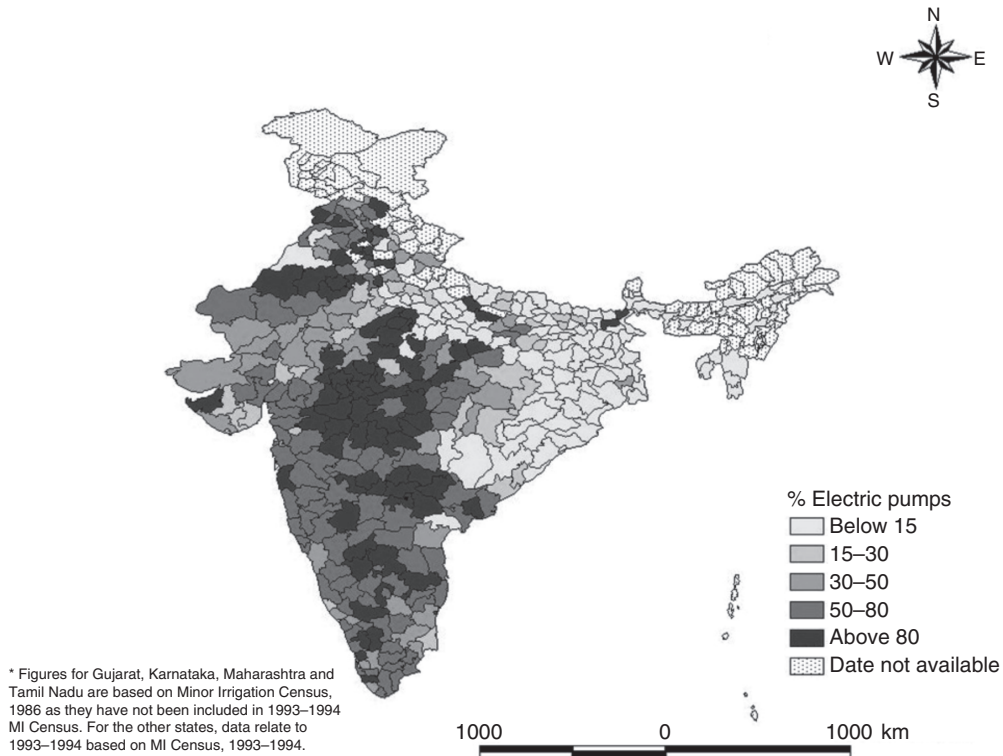 N
W E
S
% Electric pumps
Below 15
15–30
30–50
50–80
Above 80
Date not available
* Figures for Gujarat, Karnataka, Maharashtra and
Tamil Nadu are based on Minor Irrigation Census,
1986 as they have not been included in 1993–1994
MI Census. For the other states, data relate to
1993–1994 based on MI Census, 1993–1994.
1000 0 1000 km